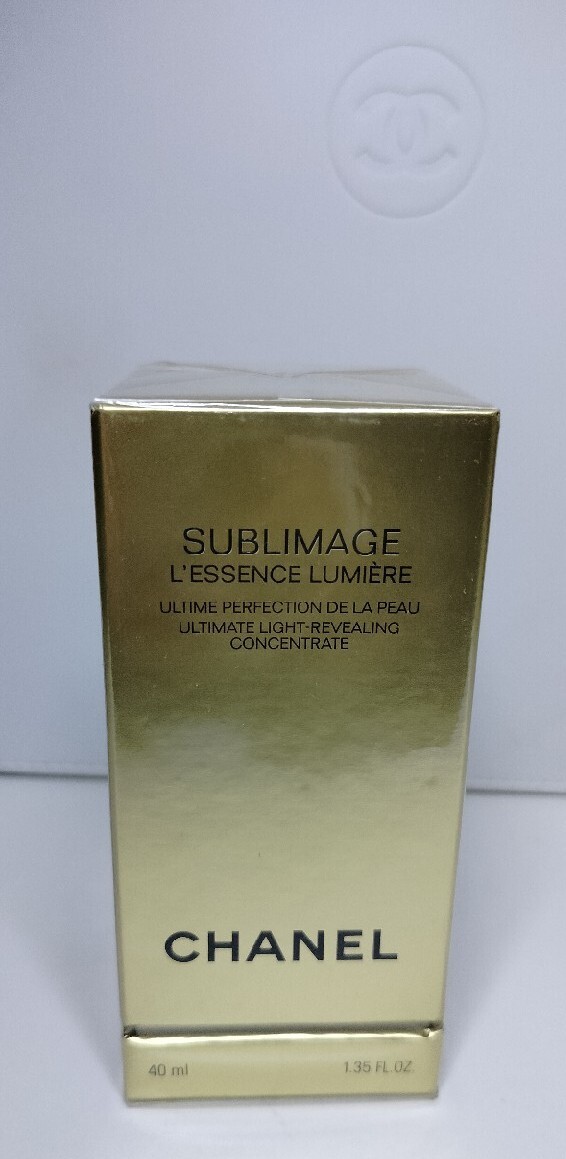 SUBLIMAGE
L'ESSENCE LUMIÈRE
ULTIME PERFECTION DE LA PEAU
ULTIMATE LIGHT-REVEALING
CONCENTRATE
CHANEL
40 ml 1.35 FL.OZ.